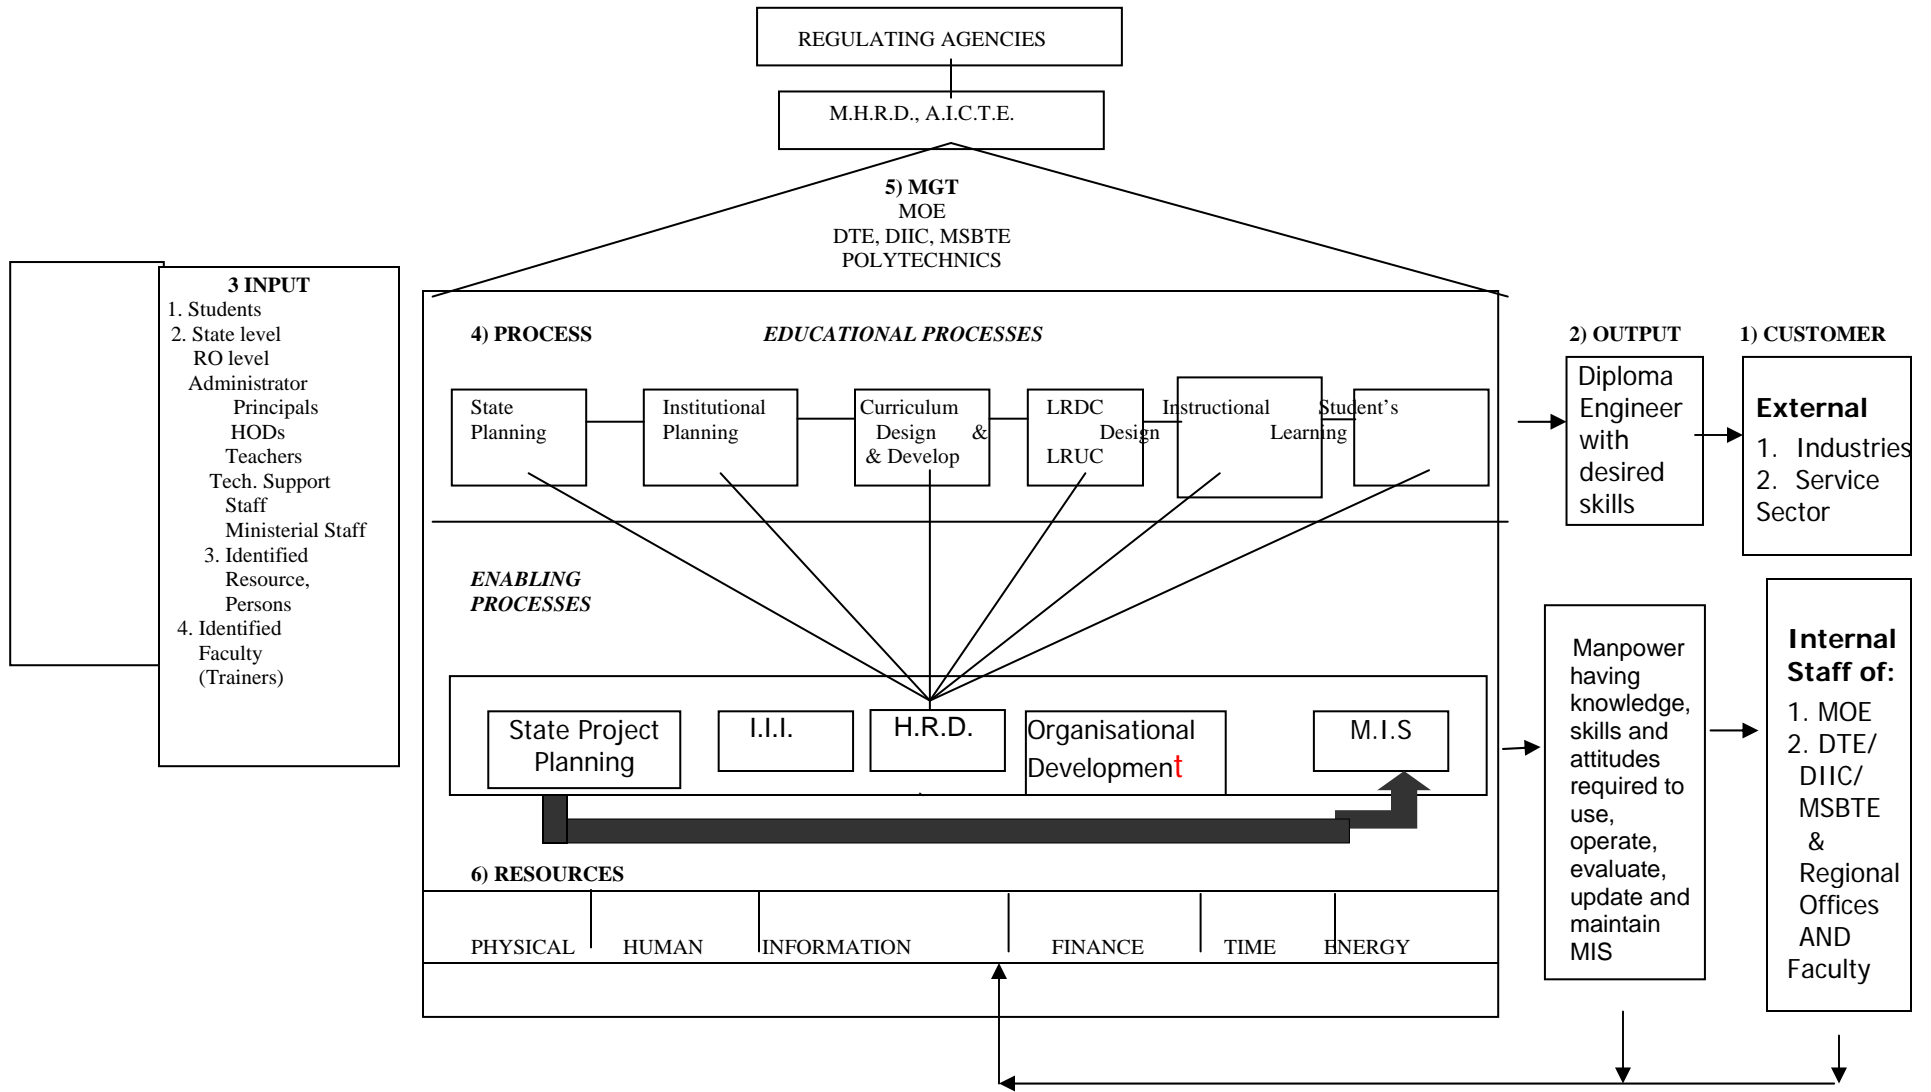 REGULATING AGENCIES
M.H.R.D., A.I.C.T.E.
5) MGT
MOE
DTE, DIIC, MSBTE
POLYTECHNICS
3 INPUT
1. Students
2. State level
RO level
Administrator
Principals
HODs
Teachers
Tech. Support
Staff
Ministerial Staff
3. Identified
Resource,
Persons
4. Identified
Faculty
(Trainers)
4) PROCESS
EDUCATIONAL PROCESSES
State
Planning
Institutional
Planning
Curriculum
Design &
& Develop
LRDC
Design
LRUC
Instructional
Student’s
Learning
ENABLING
PROCESSES
State Project
Planning
I.I.I.
H.R.D.
Organisational
Development
M.I.S
6) RESOURCES
PHYSICAL
HUMAN
INFORMATION
FINANCE
TIME
ENERGY
2) OUTPUT
Diploma
Engineer
with
desired
skills
Manpower
having
knowledge,
skills and
attitudes
required to
use,
operate,
evaluate,
update and
maintain
MIS
1) CUSTOMER
External
1. Industries
2. Service
Sector
Internal
Staff of:
1. MOE
2. DTE/
DIIC/
MSBTE
&
Regional
Offices
AND
Faculty